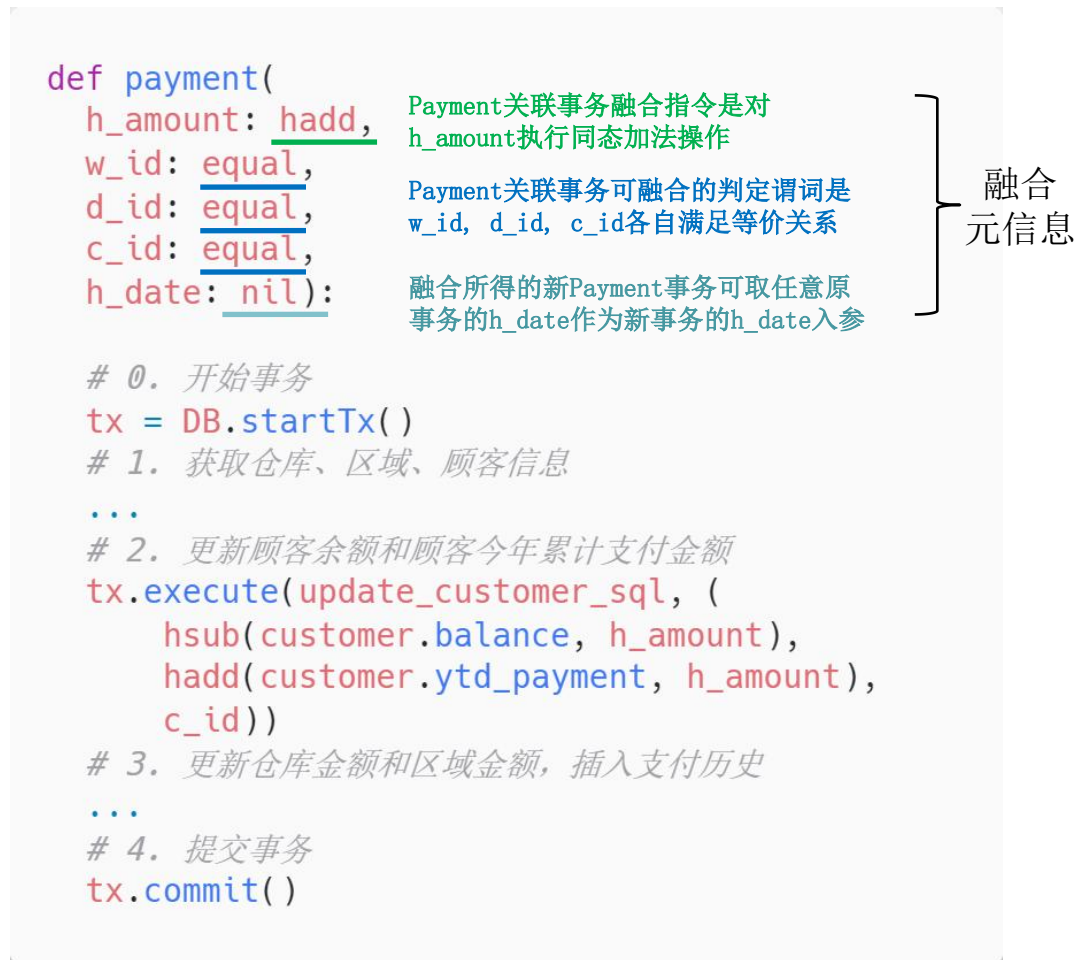 def payment(
h_amount: hadd,
Payment关联事务融合指令是对
h_amount执行同态加法操作
w_id: equal,
d_id: equal,
c_id: equal,
Payment关联事务可融合的判定谓词是
w_id, d_id, c_id各自满足等价关系
h_date: nil):
融合所得的新Payment事务可取任意原
事务的h_date作为新事务的h_date入参
融合
元信息
# 0. 开始事务
tx = DB.startTx()
# 1. 获取仓库、区域、顾客信息
...
# 2. 更新顾客余额和顾客今年累计支付金额
tx.execute(update_customer_sql, (
hsub(customer.balance, h_amount),
hadd(customer.ytd_payment, h_amount),
c_id))
# 3. 更新仓库金额和区域金额，插入支付历史
...
# 4. 提交事务
tx.commit()